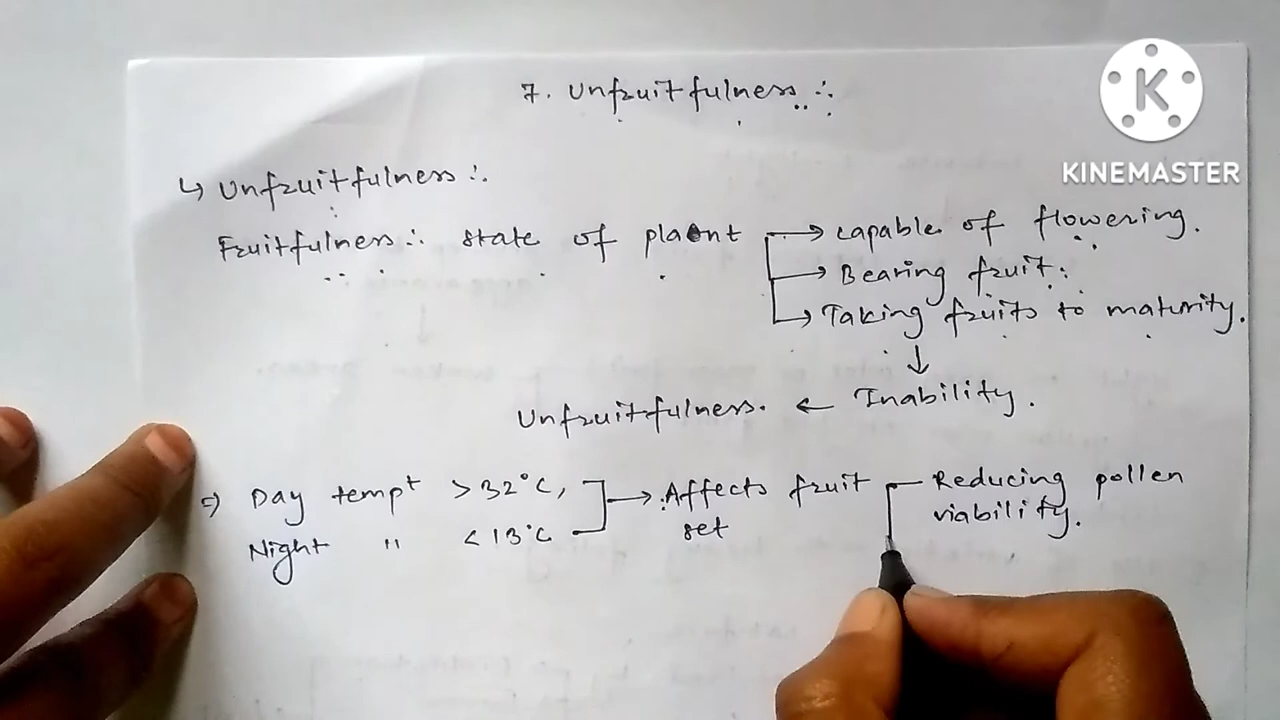 7. Unfruitfulness ∴
KINEMASTER
↳ Unfruitfulness ∴
Fruitfulness ∴ state of plant → capable of flowering.
→ Bearing fruit.
→ Taking fruits to maturity.
↓
Unfruitfulness. ← Inability.
⇒ Day tempt >32°C, → Affects fruit set
Night " <13°C
Reducing pollen
viability.